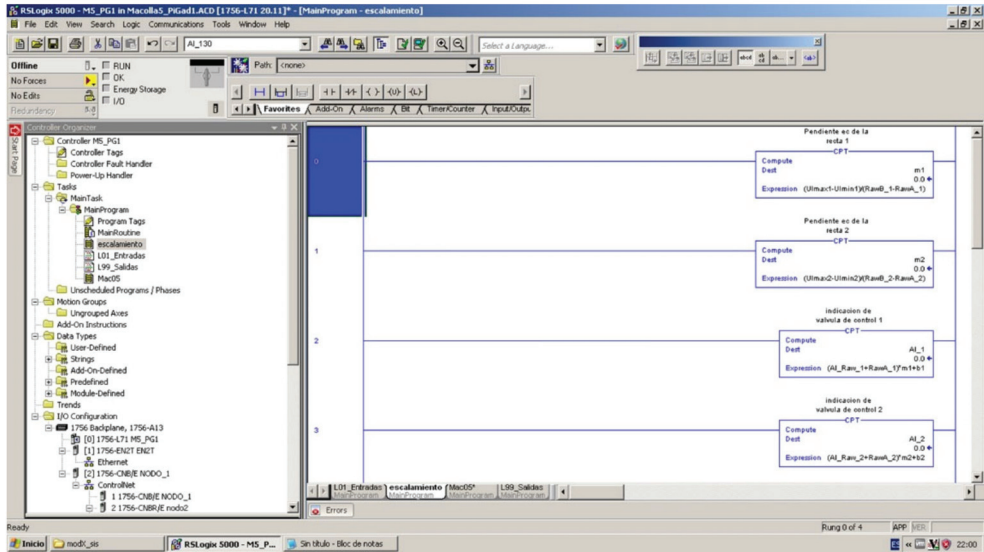 RSLogix 5000 - M5_PG1 in Macolla5_PiGad1.ACD [1756-L71 20.11]* - [MainProgram - escalamiento]
File Edit View Search Logic Communications Tools Window Help
AI_130
Select a Language...
Offline
RUN
No Forces
OK
Energy Storage
No Edits
I/O
Redundancy
Path: <none>
Favorites Add-On Alarms Bit Timer/Counter Input/Outpu
Start Page
Controller Organizer
Controller M5_PG1
Controller Tags
Controller Fault Handler
Power-Up Handler
Tasks
MainTask
MainProgram
Program Tags
MainRoutine
escalamiento
L01_Entradas
L99_Salidas
Mac05
Unscheduled Programs / Phases
Motion Groups
Ungrouped Axes
Add-On Instructions
Data Types
User-Defined
Strings
Add-On-Defined
Predefined
Module-Defined
Trends
I/O Configuration
1756 Backplane, 1756-A13
[0] 1756-L71 M5_PG1
[1] 1756-EN2T EN2T
Ethernet
[2] 1756-CNB/E NODO_1
ControlNet
1 1756-CNB/E NODO_1
2 1756-CNBR/E nodo2
0
Pendiente ec de la
recta 1
CPT
Compute
Dest m1
0.0
Expression (UImax1-UImin1)/(RawB_1-RawA_1)
1
Pendiente ec de la
recta 2
CPT
Compute
Dest m2
0.0
Expression (UImax2-UImin2)/(RawB_2-RawA_2)
2
indicacion de
valvula de control 1
CPT
Compute
Dest AI_1
0.0
Expression (AI_Raw_1+RawA_1)*m1+b1
3
indicacion de
valvula de control 2
CPT
Compute
Dest AI_2
0.0
Expression (AI_Raw_2+RawA_2)*m2+b2
L01_Entradas escalamiento Mac05* L99_Salidas
MainProgram MainProgram MainProgram MainProgram
Errors
Ready
Rung 0 of 4 APP VER
Inicio modX_sis RSLogix 5000 - M5_P... Sin título - Bloc de notas ES 22:00